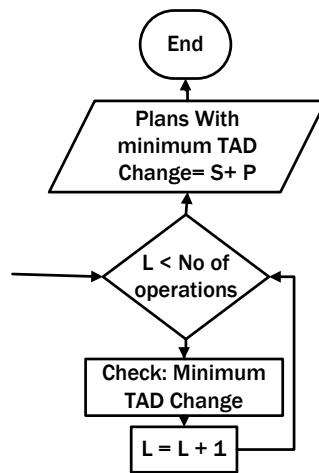 End
Plans With
minimum TAD
Change= S+ P
L < No of
operations
Check: Minimum
TAD Change
L = L + 1